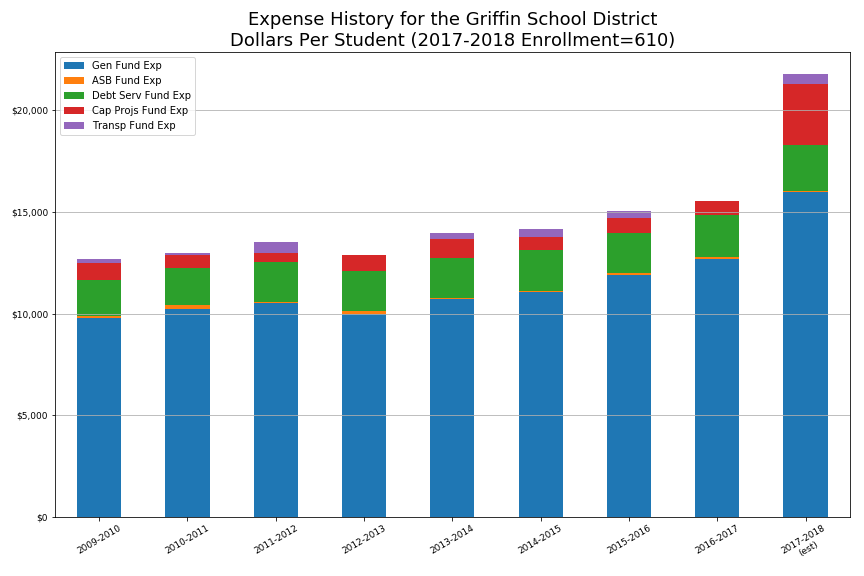 Expense History for the Griffin School District
Dollars Per Student (2017-2018 Enrollment=610)
Gen Fund Exp
ASB Fund Exp
Debt Serv Fund Exp
Cap Projs Fund Exp
Transp Fund Exp
$20,000
$15,000
$10,000
$5,000
$0
2009-2010
2010-2011
2011-2012
2012-2013
2013-2014
2014-2015
2015-2016
2016-2017
2017-2018
(est)